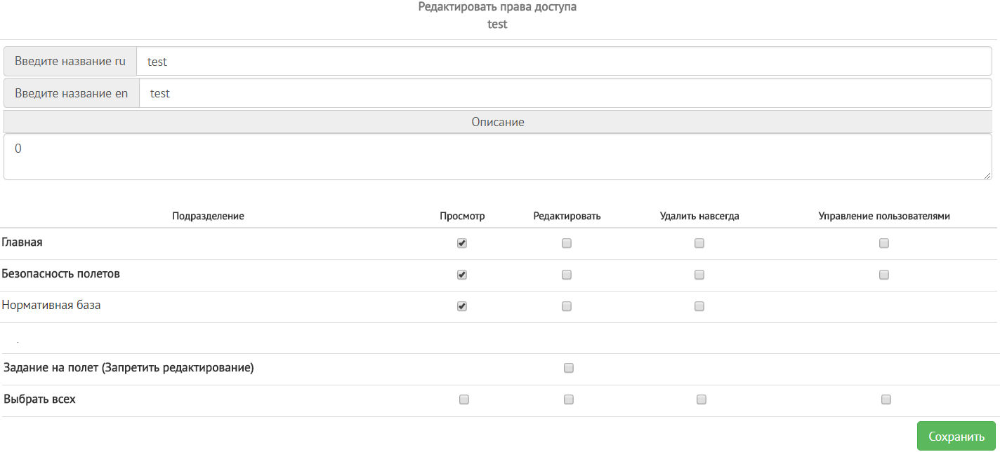 Редактировать права доступа
test
Введите название ru test
Введите название en test
Описание
0
Подразделение Просмотр Редактировать Удалить навсегда Управление пользователями
Главная
Безопасность полетов
Нормативная база
.
Задание на полет (Запретить редактирование)
Выбрать всех
Сохранить